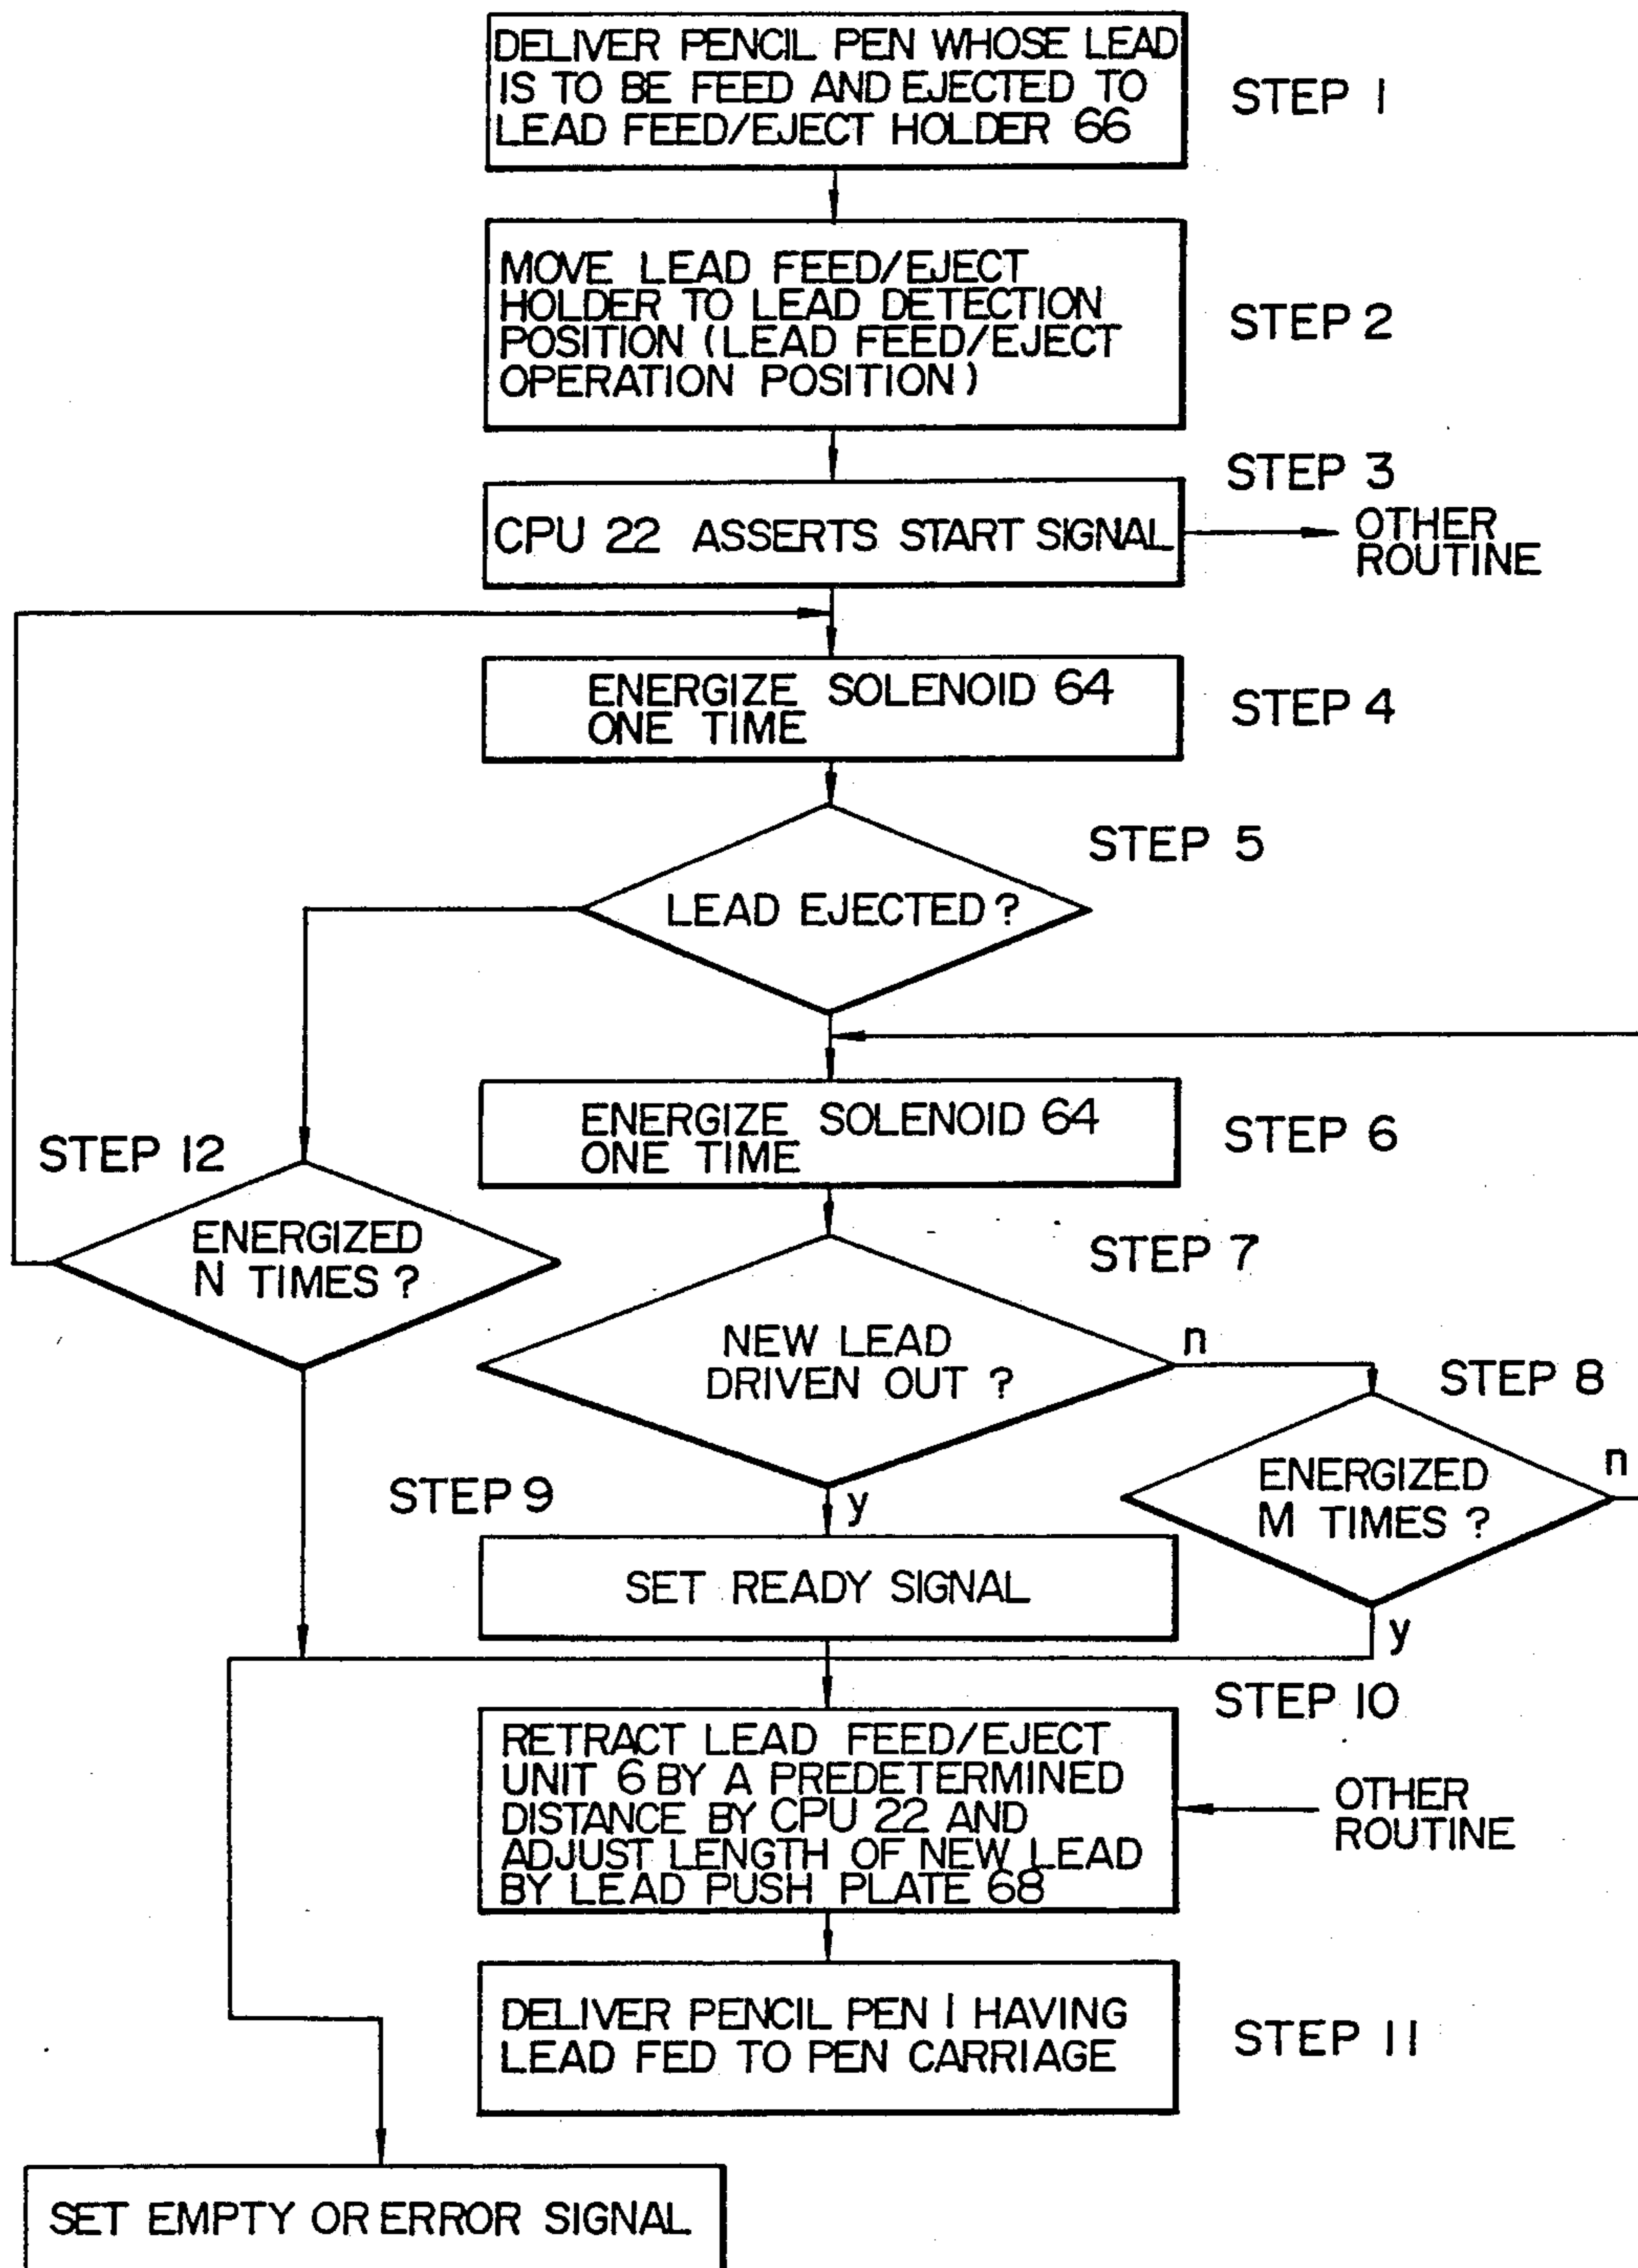 DELIVER PENCIL PEN WHOSE LEAD
IS TO BE FEED AND EJECTED TO
LEAD FEED/EJECT HOLDER 66
STEP 1
MOVE LEAD FEED/EJECT
HOLDER TO LEAD DETECTION
POSITION (LEAD FEED/EJECT
OPERATION POSITION)
STEP 2
STEP 3
CPU 22 ASSERTS START SIGNAL
OTHER
ROUTINE
ENERGIZE SOLENOID 64
ONE TIME
STEP 4
STEP 5
LEAD EJECTED?
ENERGIZE SOLENOID 64
ONE TIME
STEP 6
STEP 12
ENERGIZED
N TIMES?
STEP 7
NEW LEAD
DRIVEN OUT?
n
STEP 8
ENERGIZED
M TIMES?
n
y
STEP 9
y
SET READY SIGNAL
STEP 10
RETRACT LEAD FEED/EJECT
UNIT 6 BY A PREDETERMINED
DISTANCE BY CPU 22 AND
ADJUST LENGTH OF NEW LEAD
BY LEAD PUSH PLATE 68
OTHER
ROUTINE
DELIVER PENCIL PEN 1 HAVING
LEAD FED TO PEN CARRIAGE
STEP 11
SET EMPTY OR ERROR SIGNAL